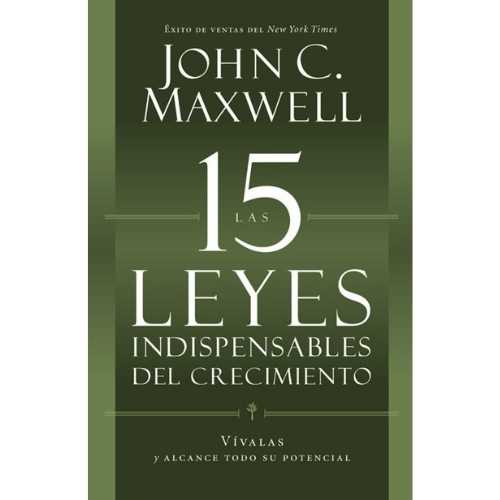 ÉXITO DE VENTAS DEL New York Times
JOHN C.
MAXWELL
LAS
15
LEYES
INDISPENSABLES
DEL CRECIMIENTO
VÍVALAS
y ALCANCE TODO SU POTENCIAL